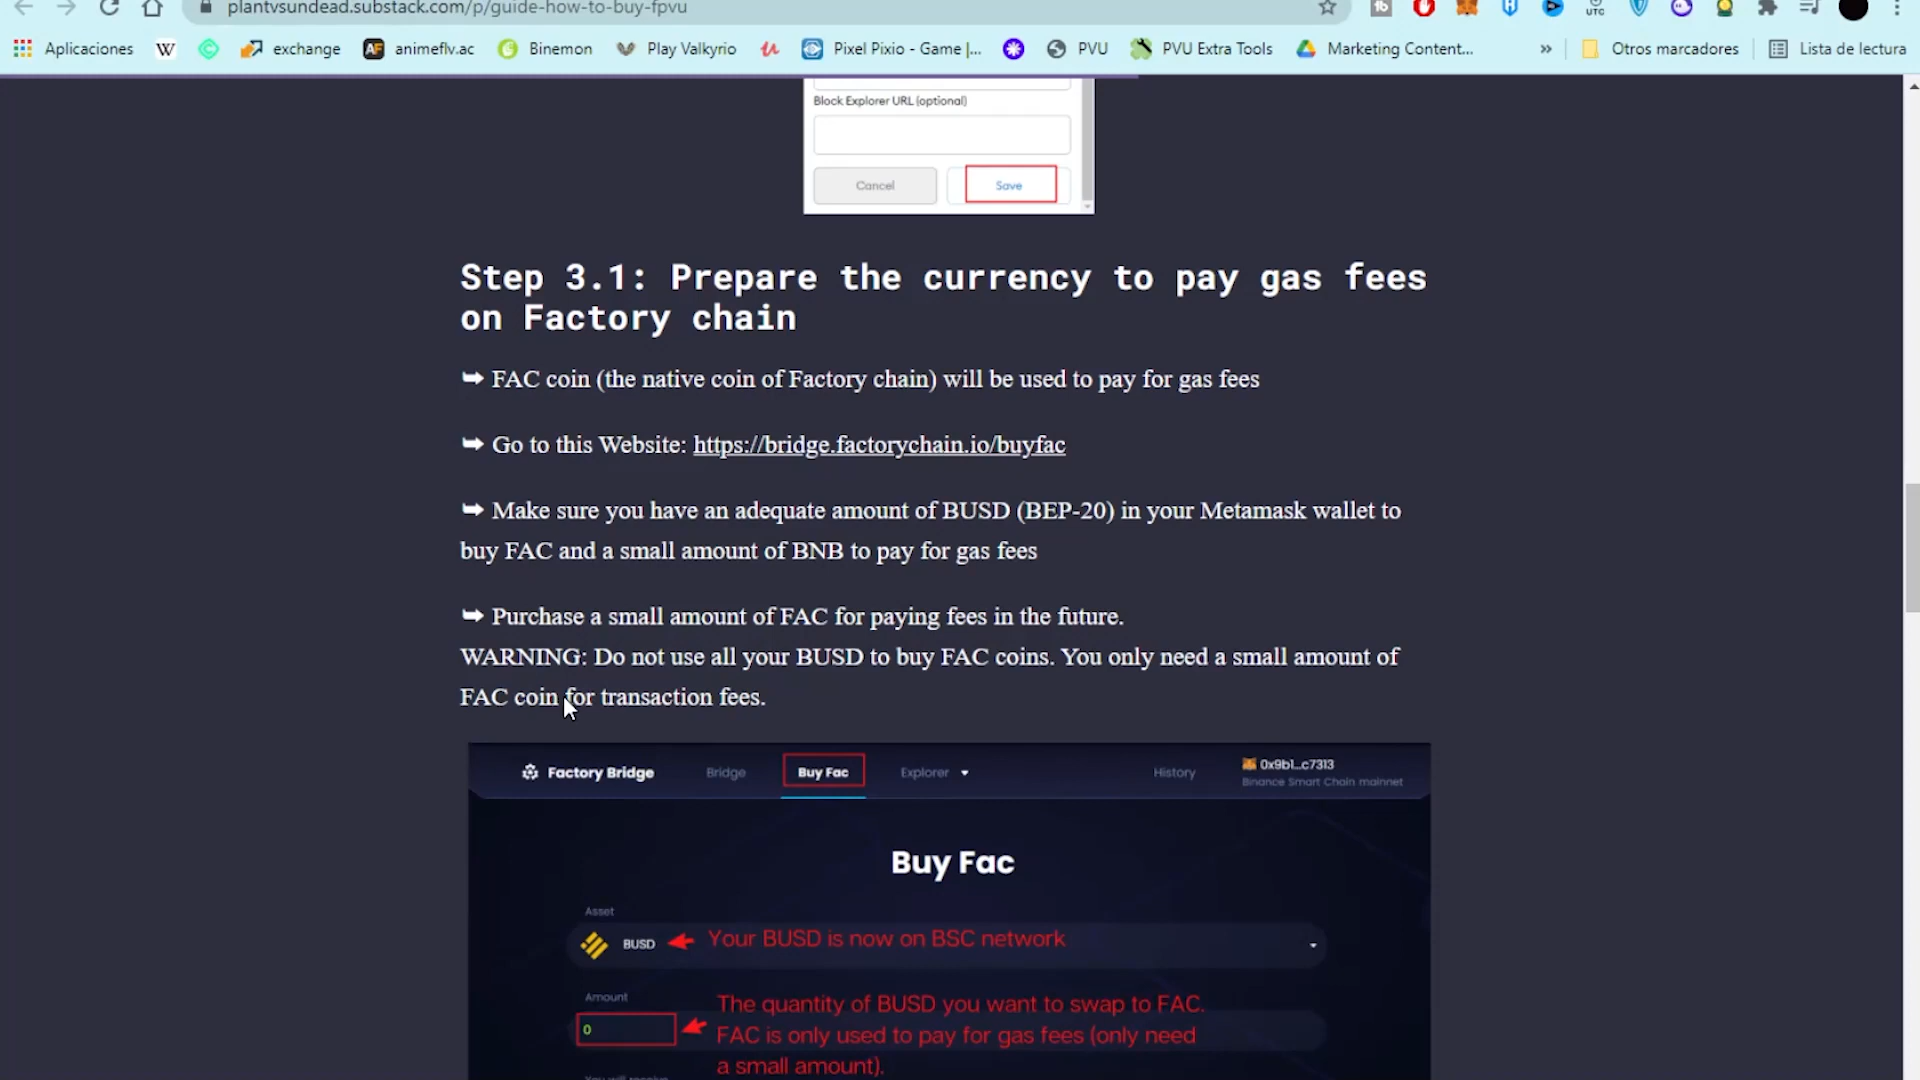 plantvsundead.substack.com/p/guide-how-to-buy-fpvu
Aplicaciones exchange animeflv.ac Binemon Play Valkyrio Pixel Pixio - Game |... PVU PVU Extra Tools Marketing Content... » Otros marcadores Lista de lectura
Block Explorer URL (optional)
Cancel Save
Step 3.1: Prepare the currency to pay gas fees
on Factory chain
➥ FAC coin (the native coin of Factory chain) will be used to pay for gas fees
➥ Go to this Website: https://bridge.factorychain.io/buyfac
➥ Make sure you have an adequate amount of BUSD (BEP-20) in your Metamask wallet to
buy FAC and a small amount of BNB to pay for gas fees
➥ Purchase a small amount of FAC for paying fees in the future.
WARNING: Do not use all your BUSD to buy FAC coins. You only need a small amount of
FAC coin for transaction fees.
Factory Bridge Bridge Buy Fac Explorer History 0x9b1...c7313
Binance Smart Chain mainnet
Buy Fac
Asset
BUSD Your BUSD is now on BSC network
Amount
0 The quantity of BUSD you want to swap to FAC.
FAC is only used to pay for gas fees (only need
a small amount).
You will receive